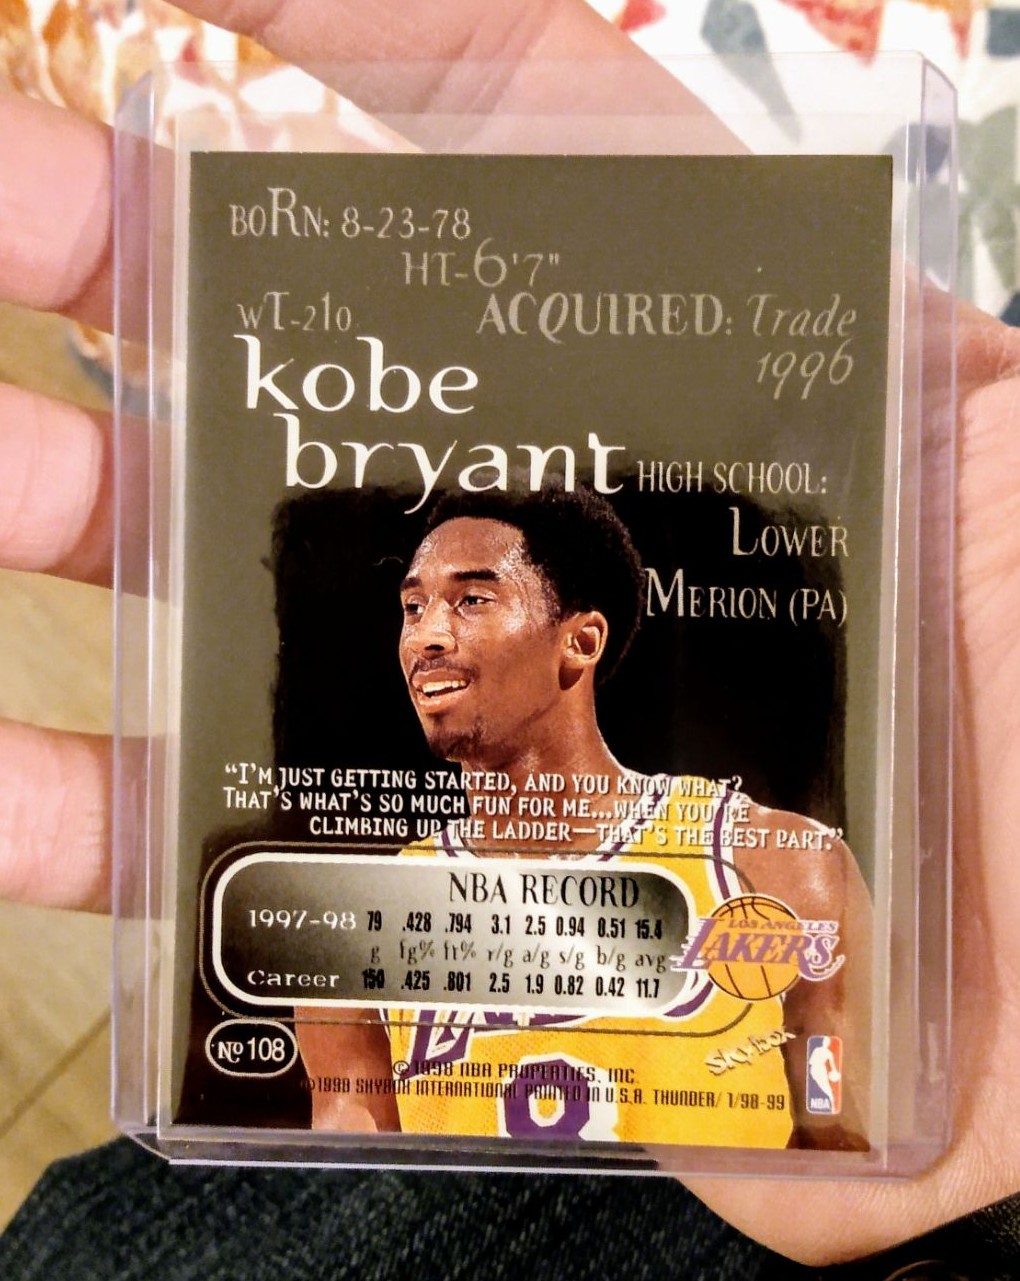 BoRn: 8-23-78
HT-6'7"
WT-210
ACQUIRED: Trade
1996
kobe
bryant
HIGH SCHOOL:
LOWER
MERION (PA)
“I'M JUST GETTING STARTED, AND YOU KNOW WHAT?
THAT'S WHAT'S SO MUCH FUN FOR ME...WHEN YOU'RE
CLIMBING UP THE LADDER—THAT'S THE BEST PART.”
NBA RECORD
1997-98 79 .428 .794 3.1 2.5 0.94 0.51 15.4
g fg% ft% r/g a/g s/g b/g avg
Career 150 .425 .801 2.5 1.9 0.82 0.42 11.7
LOS ANGELES
LAKERS
Nº 108
SkyBox
© 1998 NBA PROPERTIES, INC.
©1998 SKYBOX INTERNATIONAL PRINTED IN U.S.A. THUNDER/ 1/98-99
NBA
8